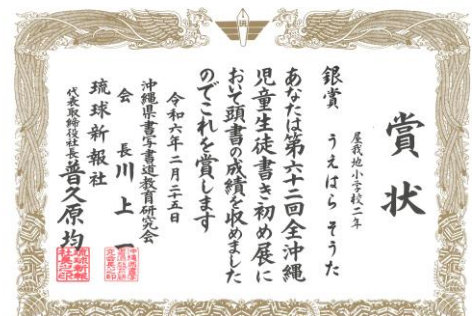 賞状
屋我地小学校二年
銀賞 うえはら そうた
あなたは第六十二回全沖縄
児童生徒書き初め展に
おいて頭書の成績を収めました
のでこれを賞します
令和六年二月二十五日
沖縄県書写書道教育研究会
会長 川上一
琉球新報社
代表取締役社長 普久原均